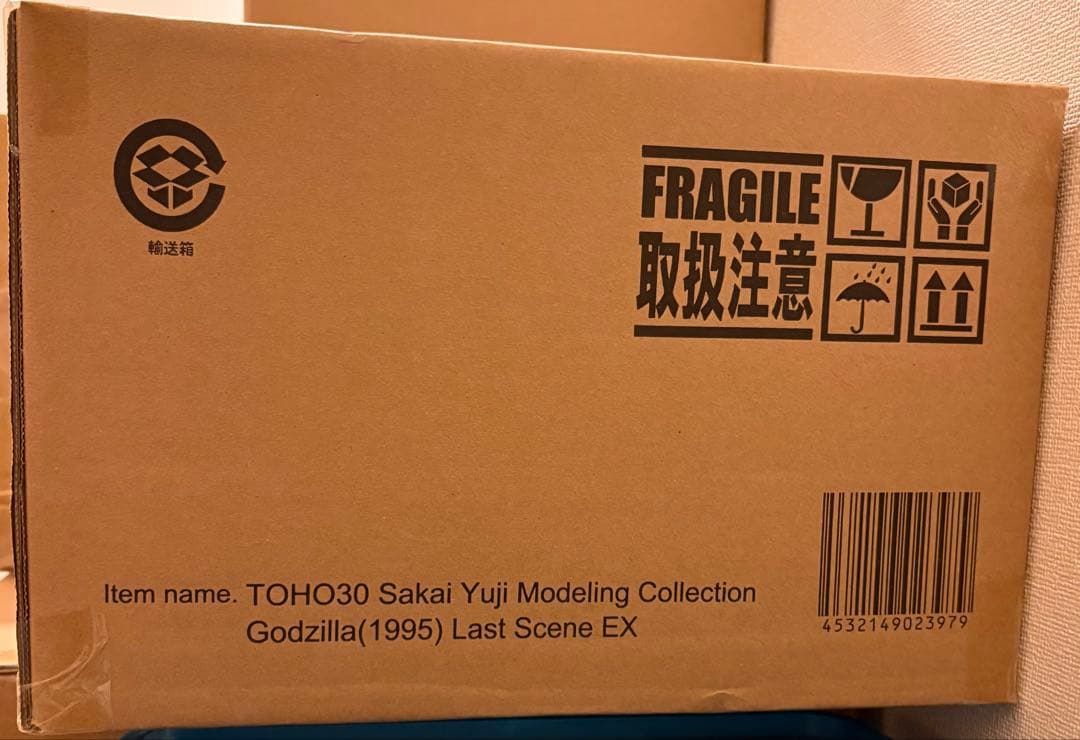 輸送箱
FRAGILE
取扱注意
Item name. TOHO30 Sakai Yuji Modeling Collection
Godzilla(1995) Last Scene EX
4532149023979